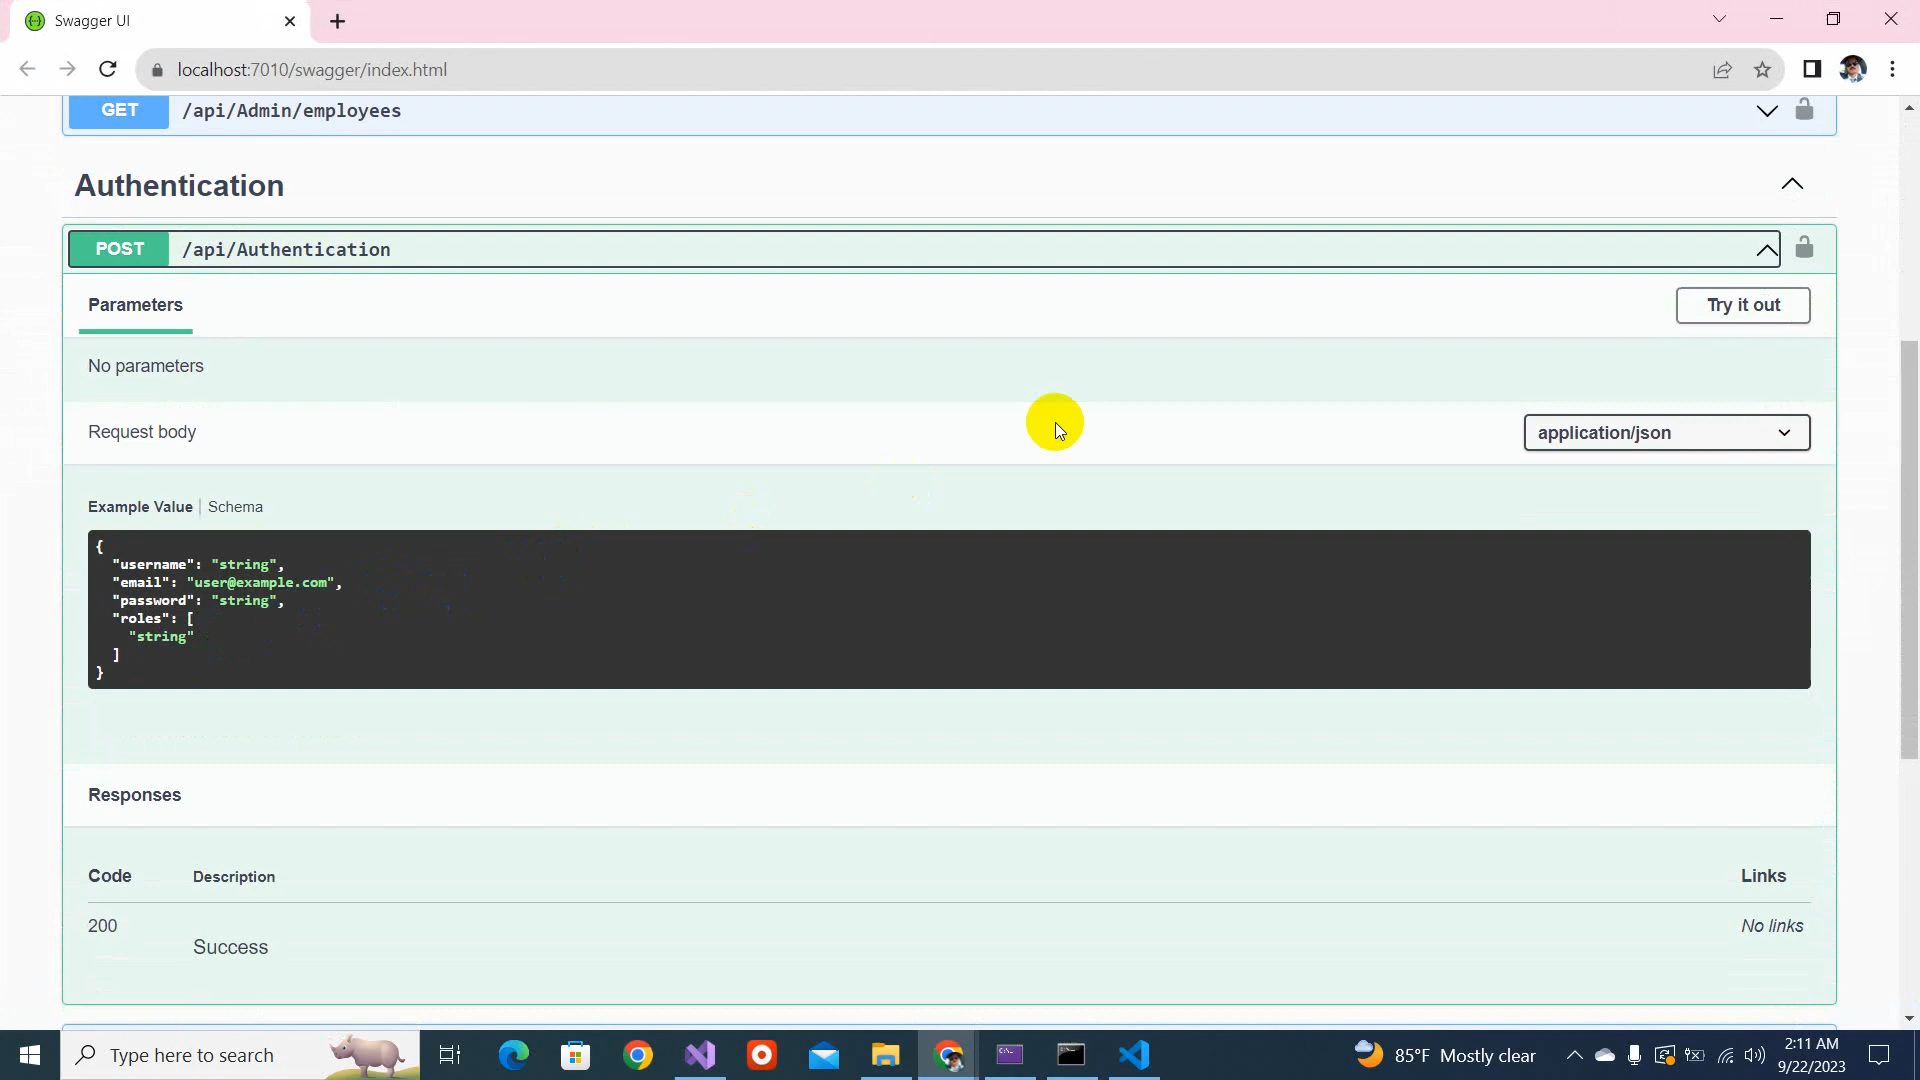 Swagger UI
localhost:7010/swagger/index.html
GET /api/Admin/employees
Authentication
POST /api/Authentication
Parameters
Try it out
No parameters
Request body
application/json
Example Value | Schema
{
"username": "string",
"email": "user@example.com",
"password": "string",
"roles": [
"string"
]
}
Responses
Code Description Links
200 Success No links
Type here to search
85°F Mostly clear
2:11 AM
9/22/2023